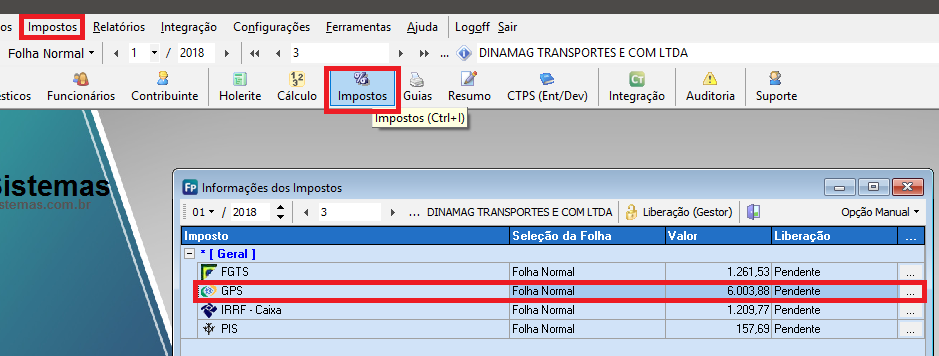 os Impostos Relatórios Integração Configurações Ferramentas Ajuda Logoff Sair
Folha Normal 1 / 2018 3 ... DINAMAG TRANSPORTES E COM LTDA
ésticos Funcionários Contribuinte Holerite Cálculo Impostos Guias Resumo CTPS (Ent/Dev) Integração Auditoria Suporte
Impostos (Ctrl+I)
Sistemas
stemas.com.br
Fp Informações dos Impostos
01 / 2018 3 ... DINAMAG TRANSPORTES E COM LTDA Liberação (Gestor) Opção Manual
Imposto Seleção da Folha Valor Liberação ...
* [ Geral ]
FGTS Folha Normal 1.261,53 Pendente ...
GPS Folha Normal 6.003,88 Pendente ...
IRRF - Caixa Folha Normal 1.209,77 Pendente ...
PIS Folha Normal 157,69 Pendente ...